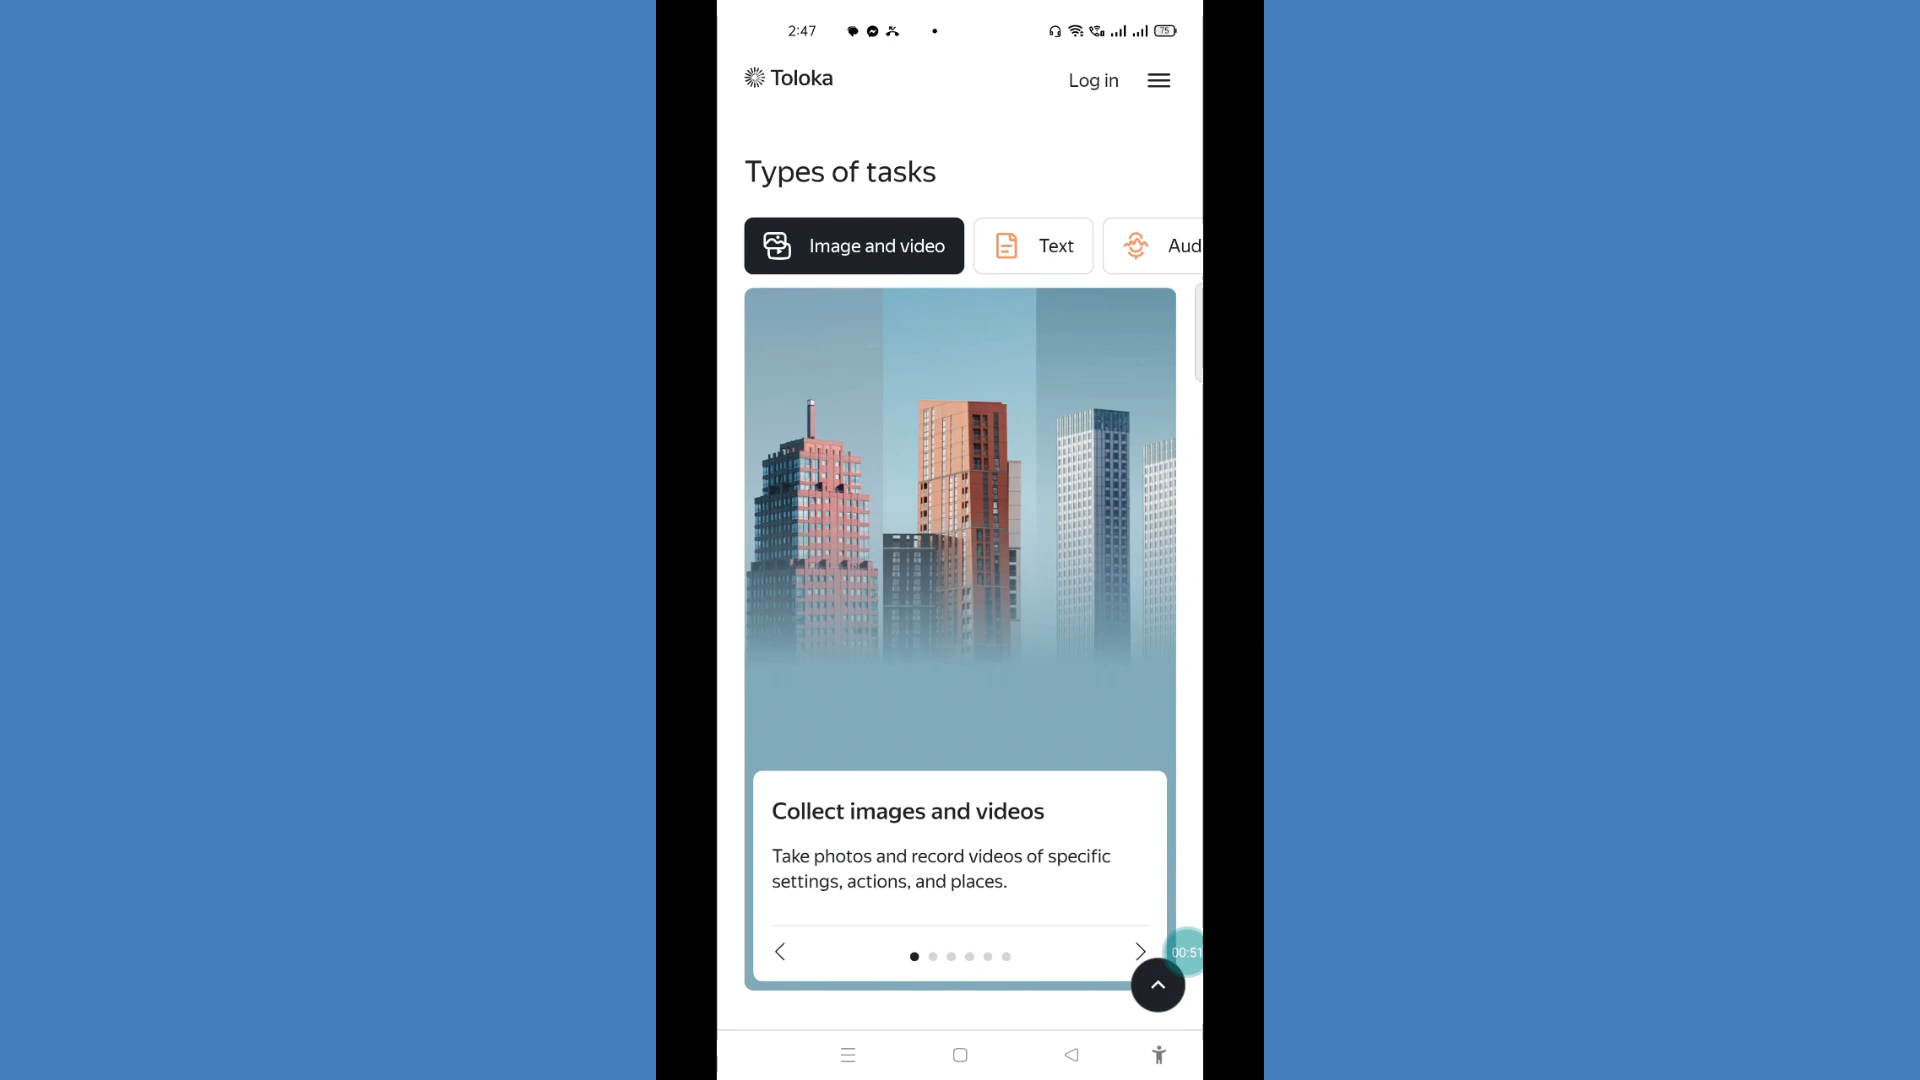 2:47
75
Toloka
Log in
Types of tasks
Image and video
Text
Aud
Collect images and videos
Take photos and record videos of specific
settings, actions, and places.
00:51